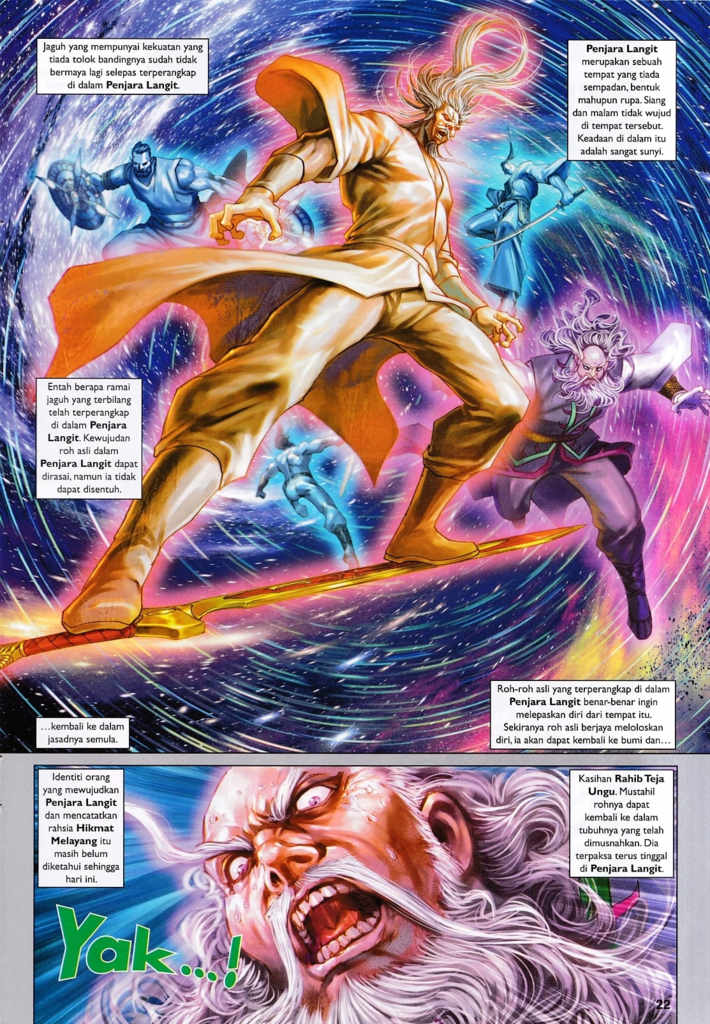 Jaguh yang mempunyai kekuatan yang
tiada tolok bandingnya sudah tidak
bermaya lagi selepas terperangkap
di dalam Penjara Langit.
Penjara Langit
merupakan sebuah
tempat yang tiada
sempadan, bentuk
mahupun rupa. Siang
dan malam tidak wujud
di tempat tersebut.
Keadaan di dalam itu
adalah sangat sunyi.
Entah berapa ramai
jaguh yang terbilang
telah terperangkap
di dalam Penjara
Langit. Kewujudan
roh asli dalam
Penjara Langit dapat
dirasai, namun ia tidak
dapat disentuh.
Roh-roh asli yang terperangkap di dalam
Penjara Langit benar-benar ingin
melepaskan diri dari tempat itu.
Sekiranya roh asli berjaya meloloskan
diri, ia akan dapat kembali ke bumi dan...
...kembali ke dalam
jasadnya semula.
Identiti orang
yang mewujudkan
Penjara Langit
dan mencatatkan
rahsia Hikmat
Melayang itu
masih belum
diketahui sehingga
hari ini.
Kasihan Rahib Teja
Ungu. Mustahil
rohnya dapat
kembali ke dalam
tubuhnya yang telah
dimusnahkan. Dia
terpaksa terus tinggal
di Penjara Langit.
Yak...!
22